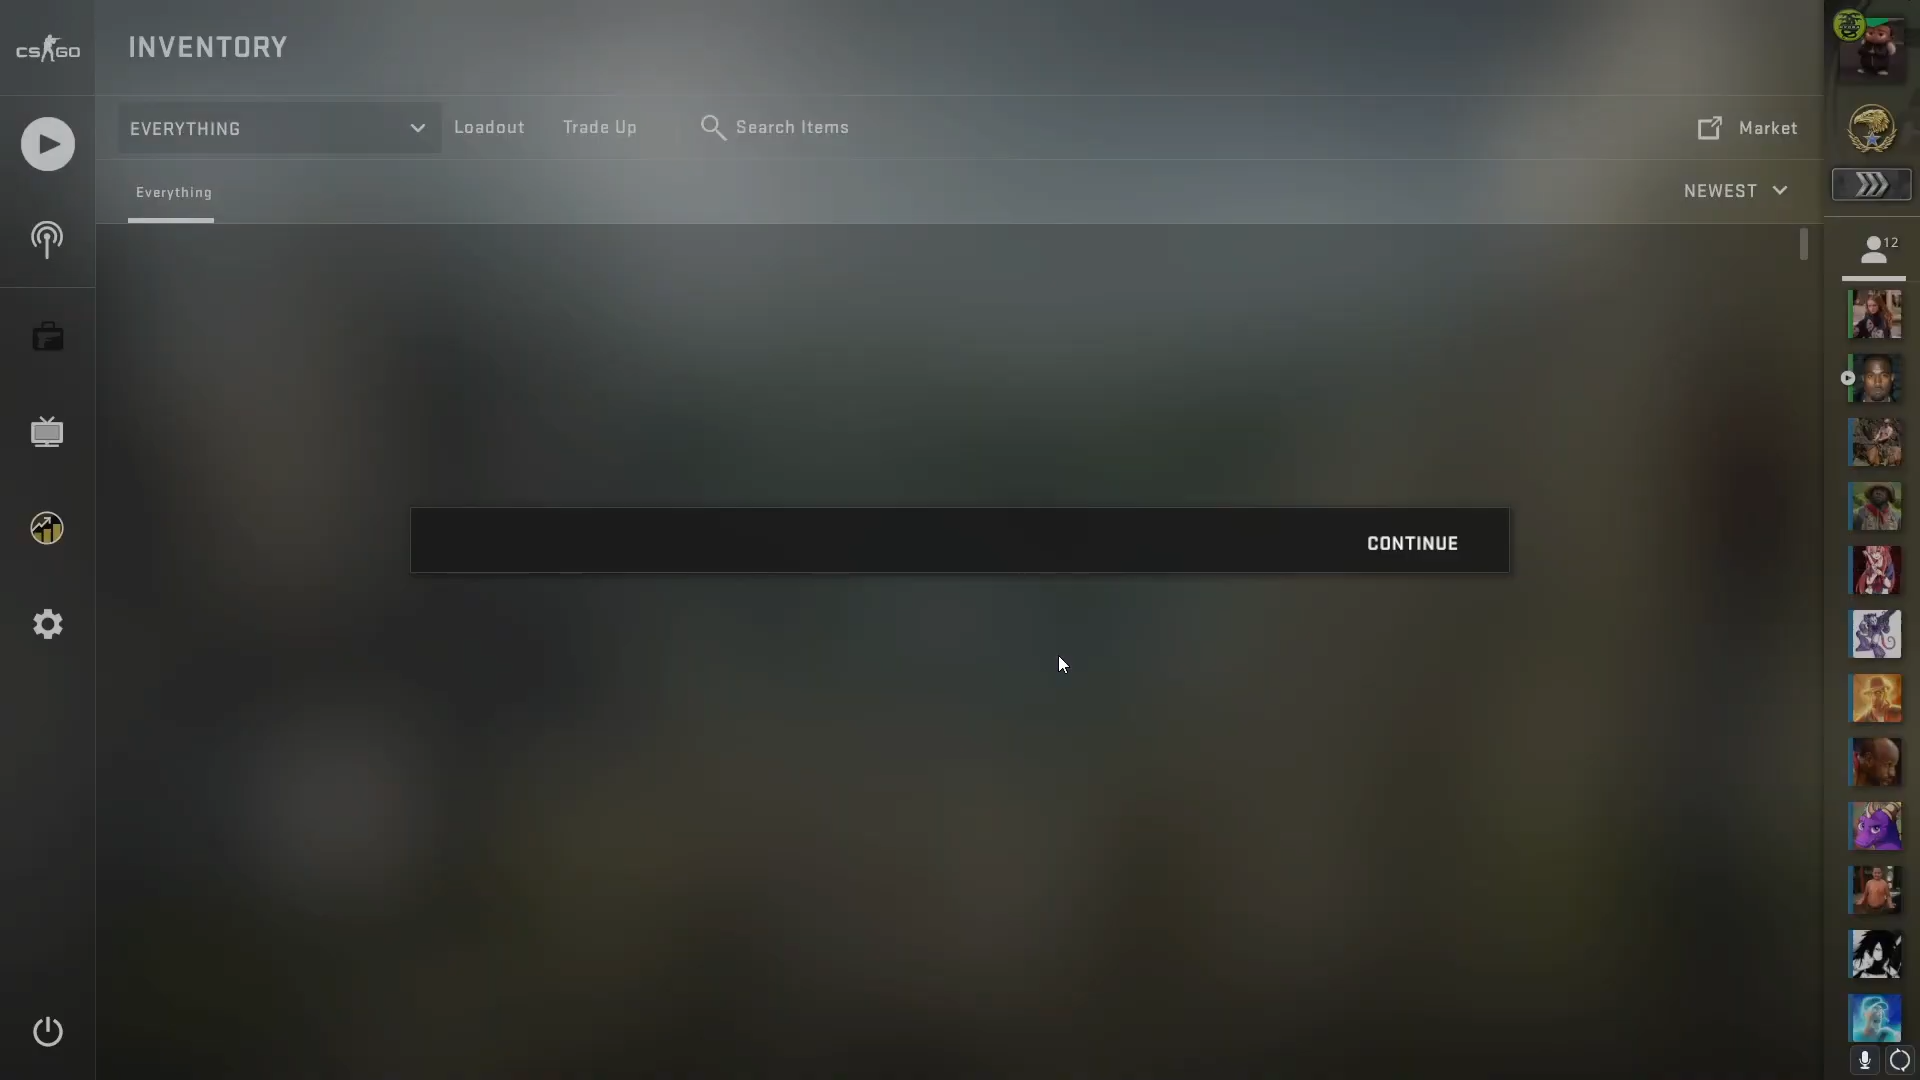 CS GO
INVENTORY
EVERYTHING
Loadout
Trade Up
Search Items
Market
Everything
NEWEST
12
CONTINUE